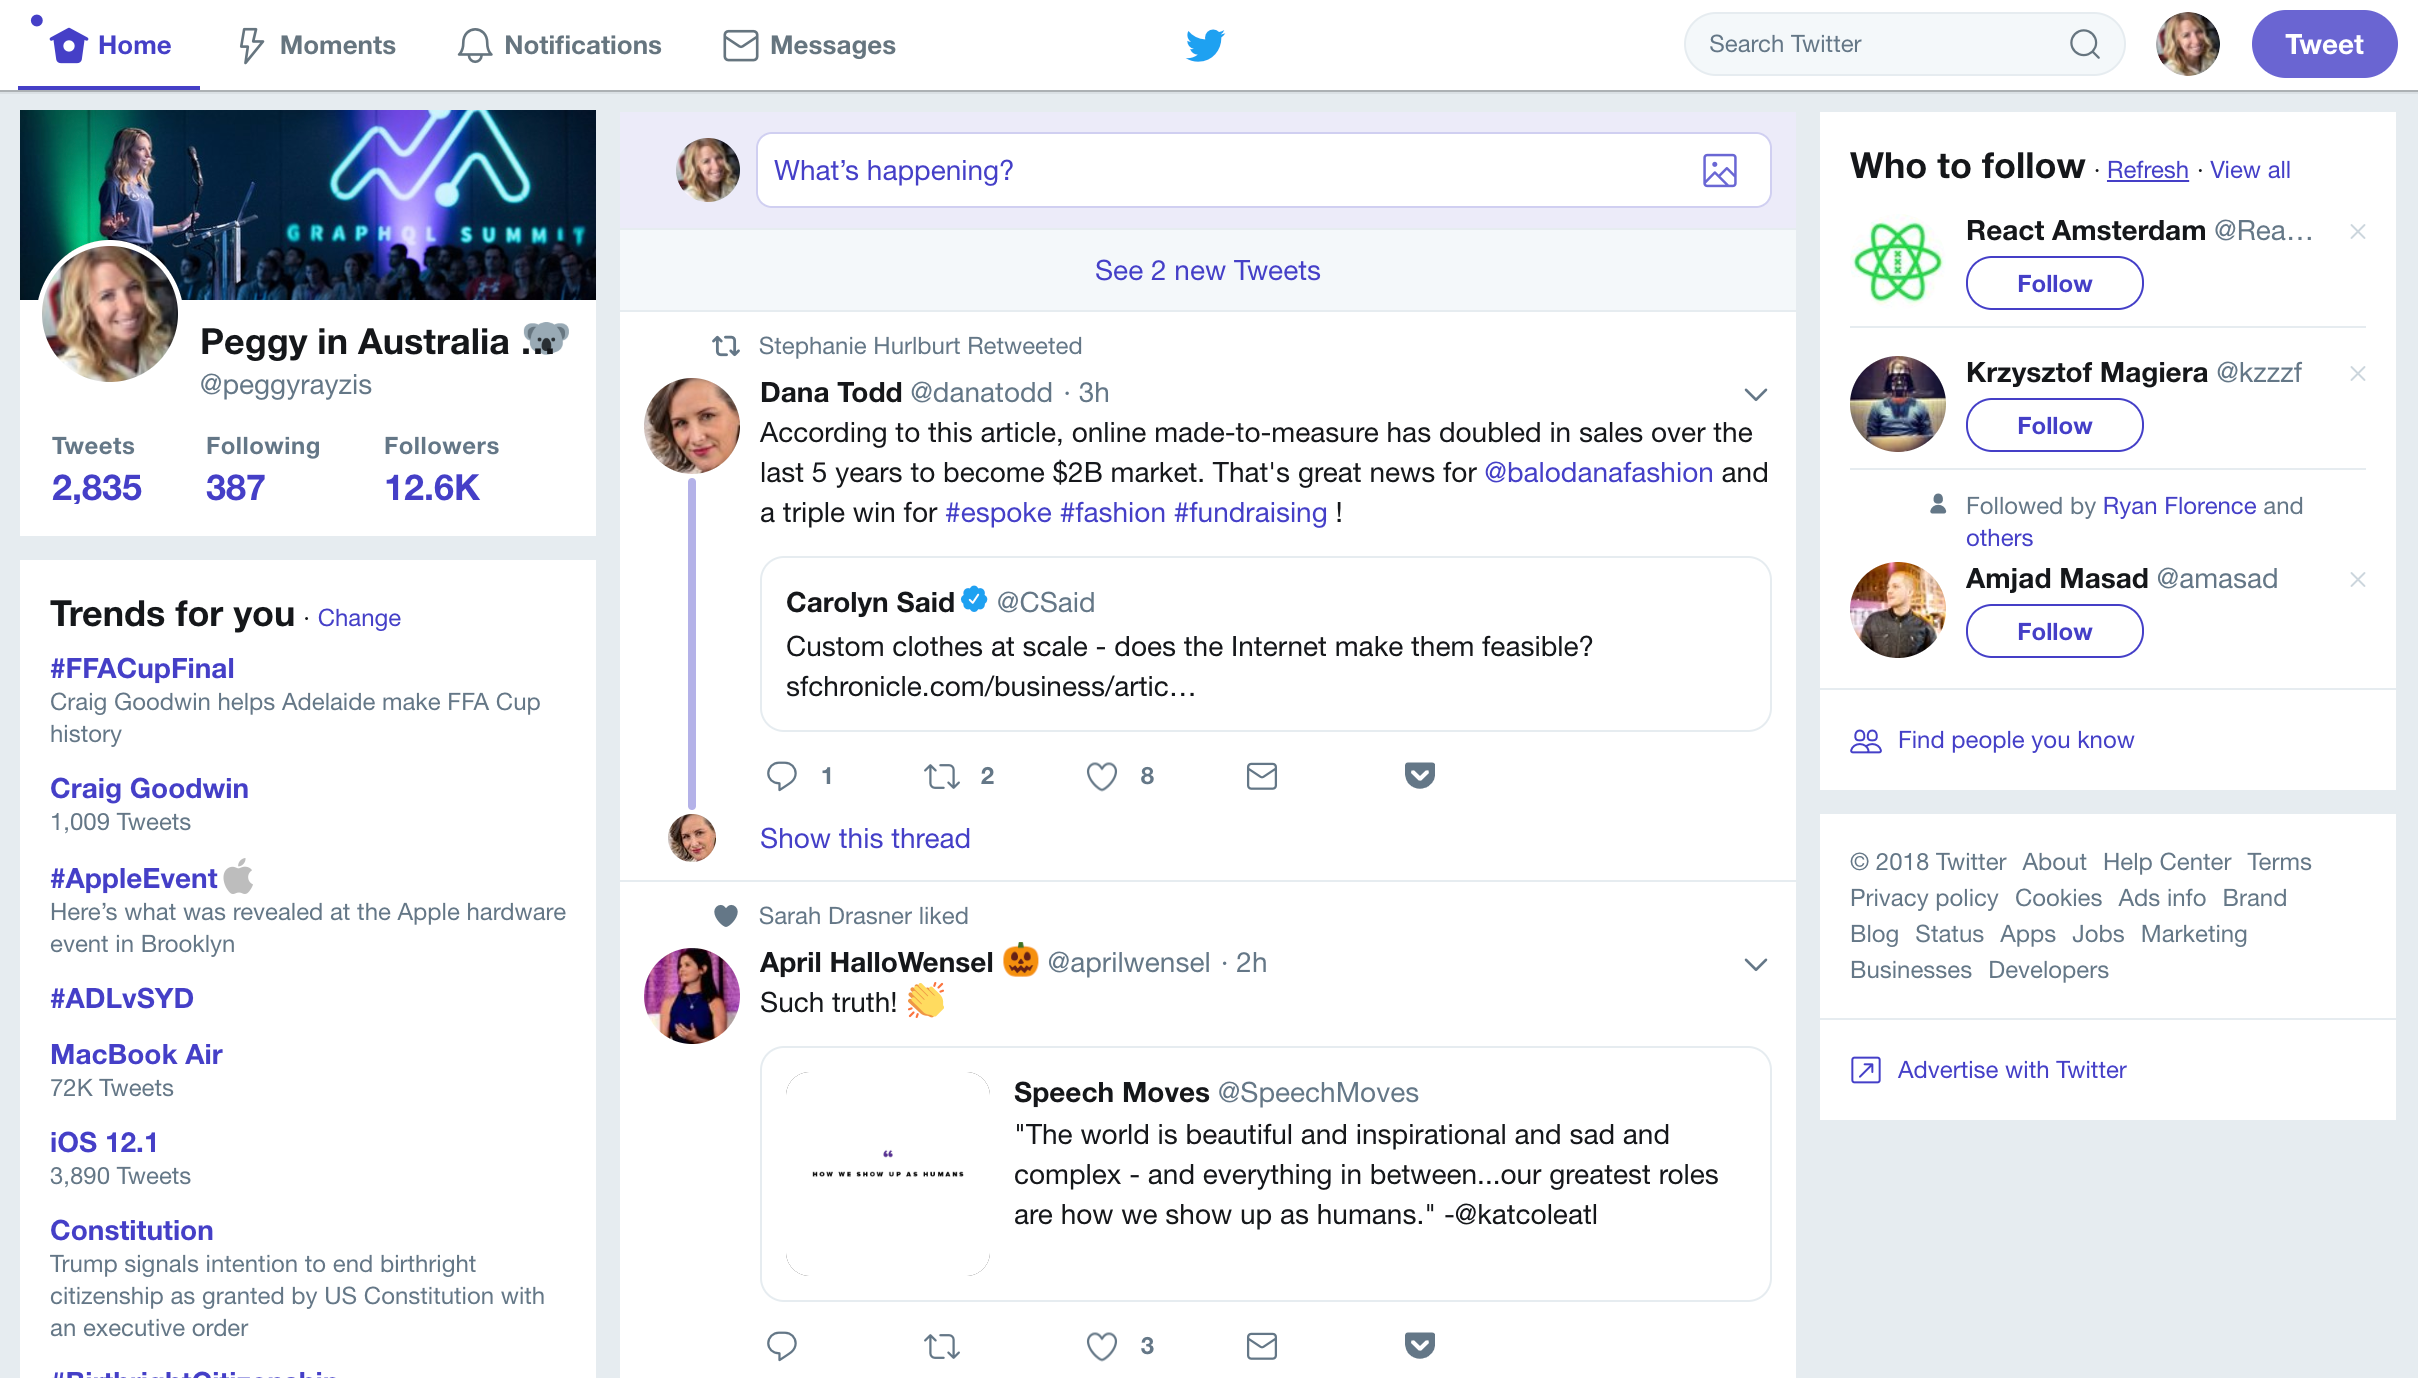 Home
Moments
Notifications
Messages
Search Twitter
Tweet
GRAPHQL SUMMIT
Peggy in Australia ...
@peggyrayzis
Tweets Following Followers
2,835 387 12.6K
Trends for you · Change
#FFACupFinal
Craig Goodwin helps Adelaide make FFA Cup
history
Craig Goodwin
1,009 Tweets
#AppleEvent
Here’s what was revealed at the Apple hardware
event in Brooklyn
#ADLvSYD
MacBook Air
72K Tweets
iOS 12.1
3,890 Tweets
Constitution
Trump signals intention to end birthright
citizenship as granted by US Constitution with
an executive order
#BirthrightCitizenship
What’s happening?
See 2 new Tweets
Stephanie Hurlburt Retweeted
Dana Todd @danatodd · 3h
According to this article, online made-to-measure has doubled in sales over the
last 5 years to become $2B market. That's great news for @balodanafashion and
a triple win for #espoke #fashion #fundraising !
Carolyn Said @CSaid
Custom clothes at scale - does the Internet make them feasible?
sfchronicle.com/business/artic…
1 2 8
Show this thread
Sarah Drasner liked
April HalloWensel 🎃 @aprilwensel · 2h
Such truth! 👏
“
HOW WE SHOW UP AS HUMANS
Speech Moves @SpeechMoves
"The world is beautiful and inspirational and sad and
complex - and everything in between...our greatest roles
are how we show up as humans." -@katcoleatl
3
Who to follow · Refresh · View all
React Amsterdam @Rea…
Follow
Krzysztof Magiera @kzzzf
Follow
Followed by Ryan Florence and
others
Amjad Masad @amasad
Follow
Find people you know
© 2018 Twitter About Help Center Terms
Privacy policy Cookies Ads info Brand
Blog Status Apps Jobs Marketing
Businesses Developers
Advertise with Twitter